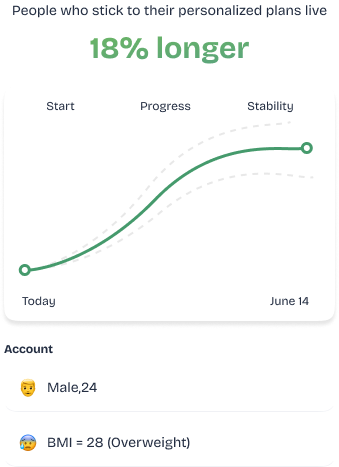 People who stick to their personalized plans live
18% longer
Start Progress Stability
Today June 14
Account
Male,24
BMI = 28 (Overweight)